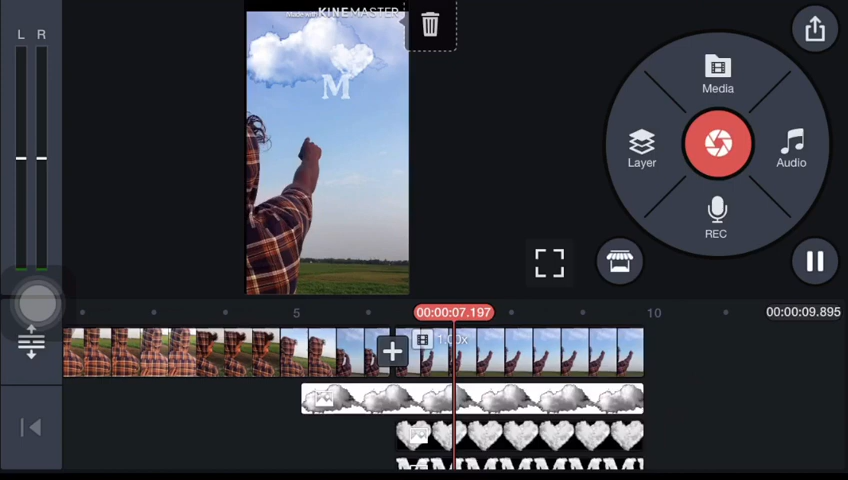 L R
Made with KINEMASTER
M
Media
Layer
Audio
REC
5
00:00:07.197
10
00:00:09.895
1.00x